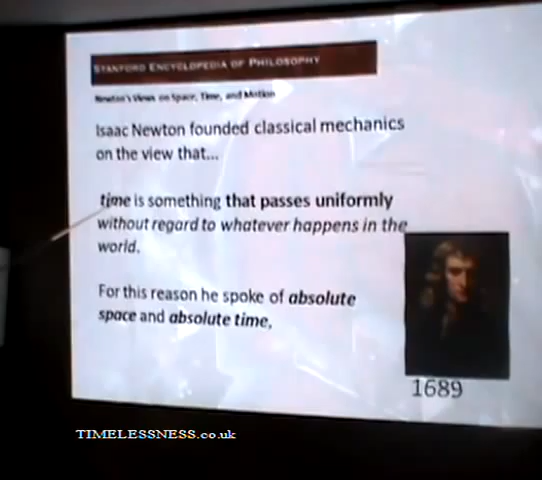 STANFORD ENCYCLOPEDIA OF PHILOSOPHY
Newton's Views on Space, Time, and Motion
Isaac Newton founded classical mechanics
on the view that...
time is something that passes uniformly
without regard to whatever happens in the
world.
For this reason he spoke of absolute
space and absolute time,
1689
TIMELESSNESS.co.uk